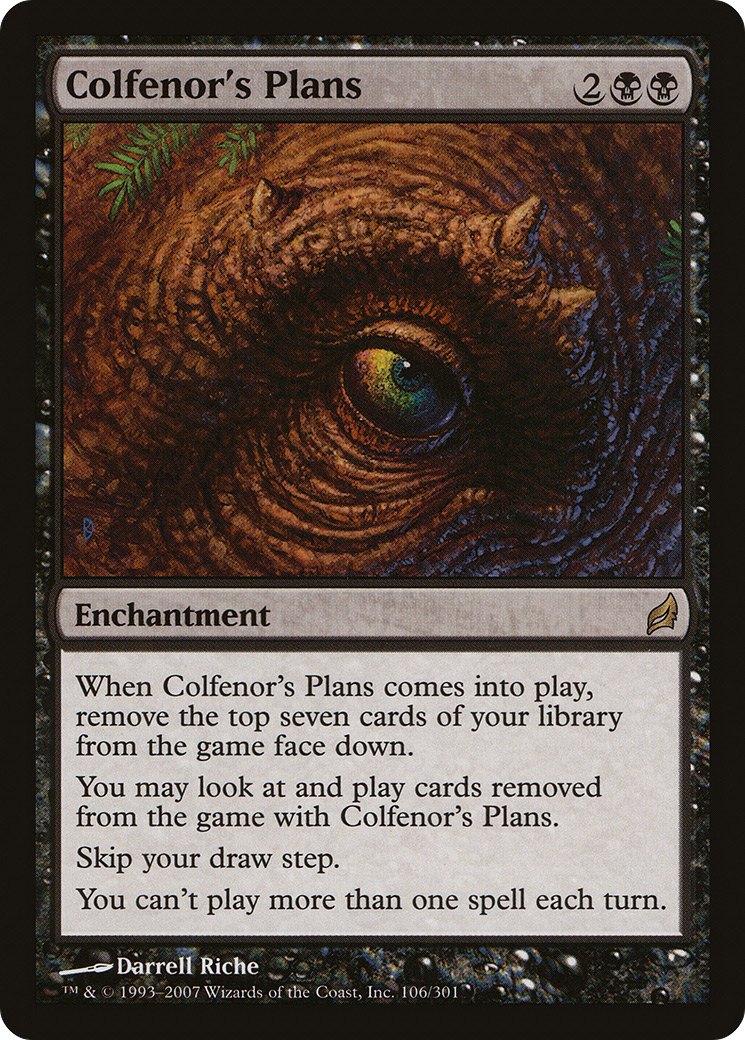 Colfenor's Plans 2
Enchantment
When Colfenor's Plans comes into play,
remove the top seven cards of your library
from the game face down.
You may look at and play cards removed
from the game with Colfenor's Plans.
Skip your draw step.
You can't play more than one spell each turn.
Darrell Riche
™ & © 1993–2007 Wizards of the Coast, Inc. 106/301